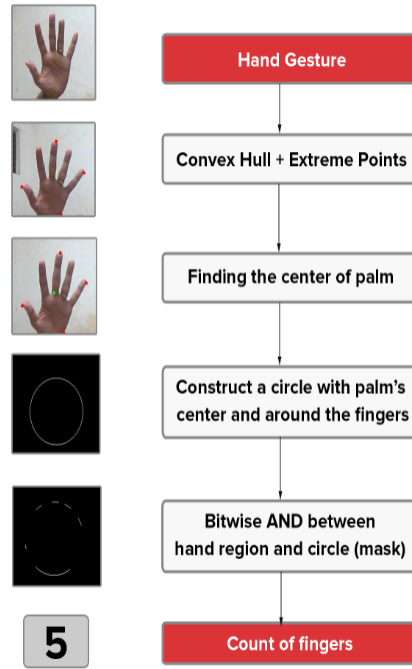 Hand Gesture
Convex Hull + Extreme Points
Finding the center of palm
Construct a circle with palm's
center and around the fingers
Bitwise AND between
hand region and circle (mask)
5
Count of fingers